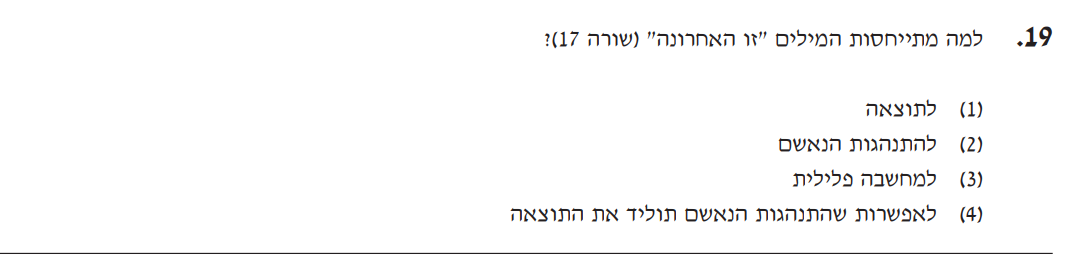 19. למה מתייחסות המילים "זו האחרונה" (שורה 17)?
(1) לתוצאה
(2) להתנהגות הנאשם
(3) למחשבה פלילית
(4) לאפשרות שהתנהגות הנאשם תוליד את התוצאה